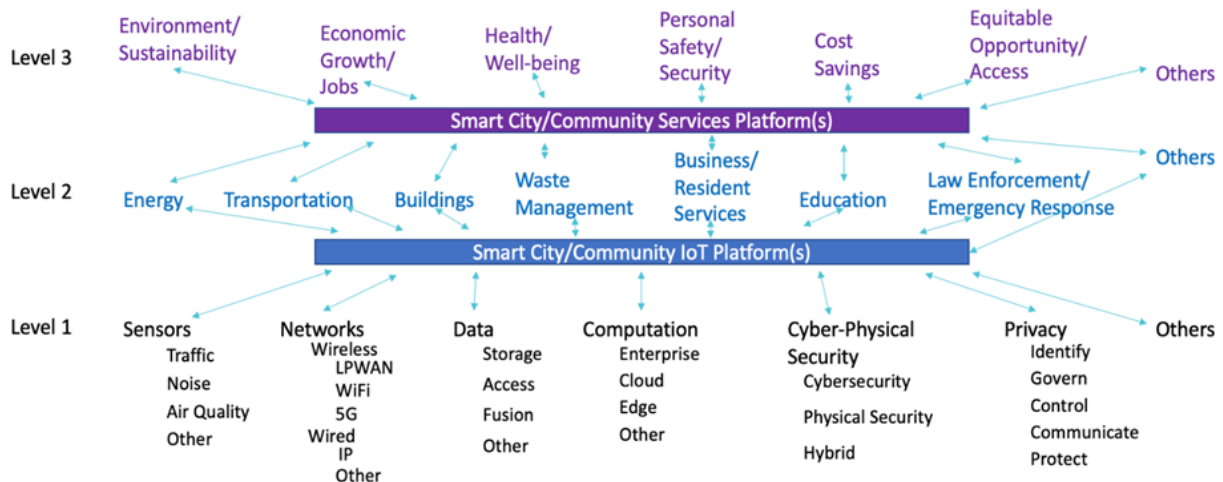 Level 3
Environment/
Sustainability
Economic
Growth/
Jobs
Health/
Well-being
Personal
Safety/
Security
Cost
Savings
Equitable
Opportunity/
Access
Others
Smart City/Community Services Platform(s)
Level 2
Energy
Transportation
Buildings
Waste
Management
Business/
Resident
Services
Education
Law Enforcement/
Emergency Response
Others
Smart City/Community IoT Platform(s)
Level 1
Sensors
Traffic
Noise
Air Quality
Other
Networks
Wireless
LPWAN
WiFi
5G
Wired
IP
Other
Data
Storage
Access
Fusion
Other
Computation
Enterprise
Cloud
Edge
Other
Cyber-Physical
Security
Cybersecurity
Physical Security
Hybrid
Privacy
Identify
Govern
Control
Communicate
Protect
Others